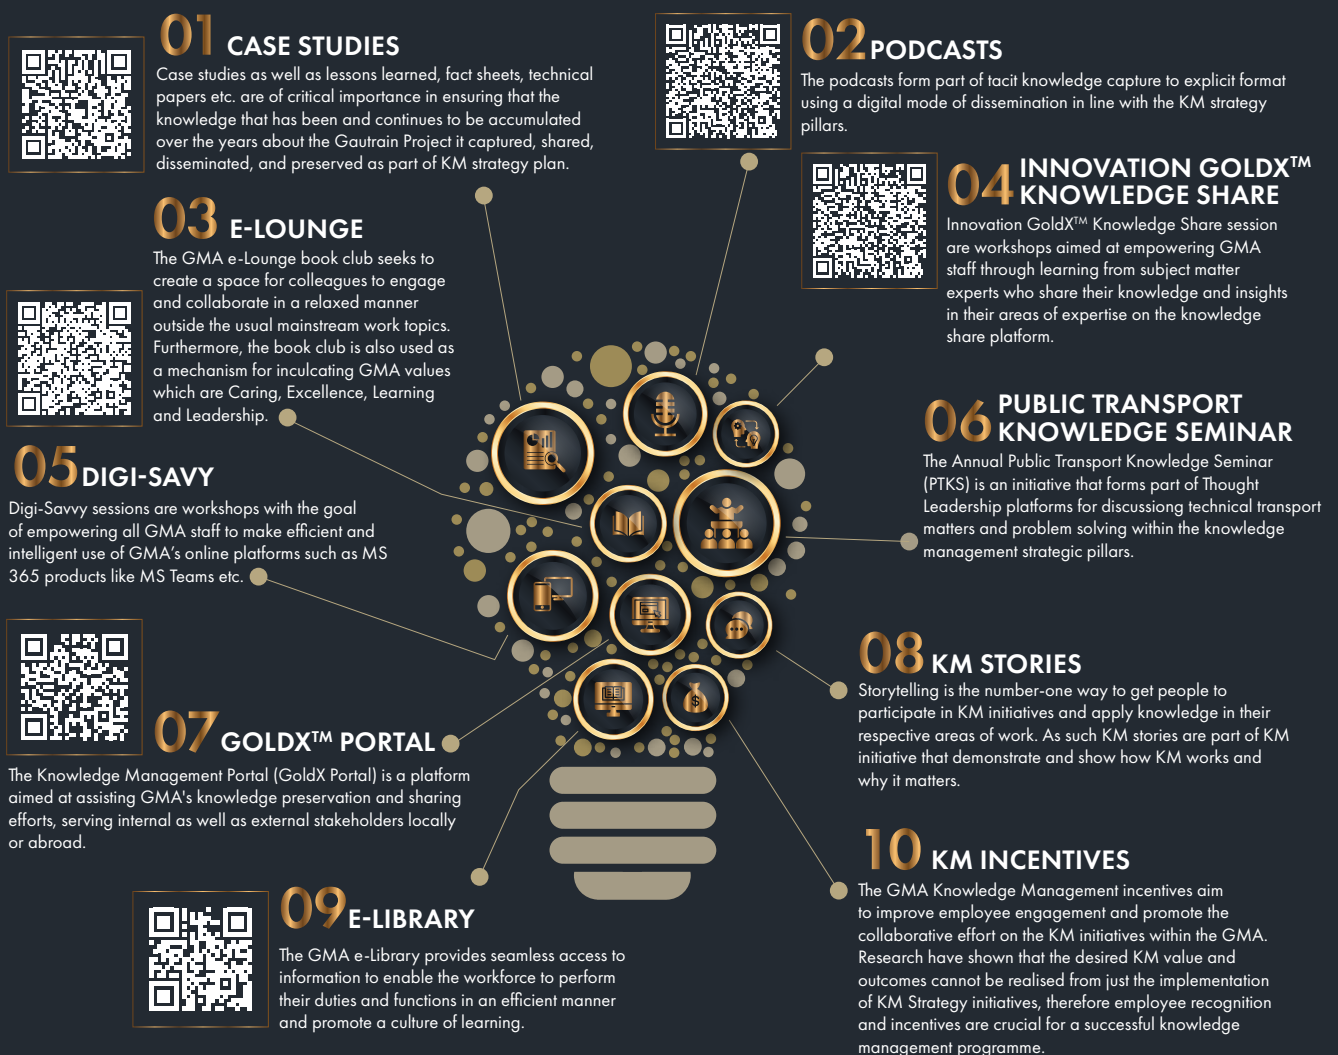 01 CASE STUDIES
Case studies as well as lessons learned, fact sheets, technical
papers etc. are of critical importance in ensuring that the
knowledge that has been and continues to be accumulated
over the years about the Gautrain Project it captured, shared,
disseminated, and preserved as part of KM strategy plan.
02 PODCASTS
The podcasts form part of tacit knowledge capture to explicit format
using a digital mode of dissemination in line with the KM strategy
pillars.
03 E-LOUNGE
The GMA e-Lounge book club seeks to
create a space for colleagues to engage
and collaborate in a relaxed manner
outside the usual mainstream work topics.
Furthermore, the book club is also used as
a mechanism for inculcating GMA values
which are Caring, Excellence, Learning
and Leadership.
04 INNOVATION GOLDX™
KNOWLEDGE SHARE
Innovation GoldX™ Knowledge Share session
are workshops aimed at empowering GMA
staff through learning from subject matter
experts who share their knowledge and insights
in their areas of expertise on the knowledge
share platform.
05 DIGI-SAVY
Digi-Savvy sessions are workshops with the goal
of empowering all GMA staff to make efficient and
intelligent use of GMA’s online platforms such as MS
365 products like MS Teams etc.
06 PUBLIC TRANSPORT
KNOWLEDGE SEMINAR
The Annual Public Transport Knowledge Seminar
(PTKS) is an initiative that forms part of Thought
Leadership platforms for discussiong technical transport
matters and problem solving within the knowledge
management strategic pillars.
07 GOLDX™ PORTAL
The Knowledge Management Portal (GoldX Portal) is a platform
aimed at assisting GMA's knowledge preservation and sharing
efforts, serving internal as well as external stakeholders locally
or abroad.
08 KM STORIES
Storytelling is the number-one way to get people to
participate in KM initiatives and apply knowledge in their
respective areas of work. As such KM stories are part of KM
initiative that demonstrate and show how KM works and
why it matters.
09 E-LIBRARY
The GMA e-Library provides seamless access to
information to enable the workforce to perform
their duties and functions in an efficient manner
and promote a culture of learning.
10 KM INCENTIVES
The GMA Knowledge Management incentives aim
to improve employee engagement and promote the
collaborative effort on the KM initiatives within the GMA.
Research have shown that the desired KM value and
outcomes cannot be realised from just the implementation
of KM Strategy initiatives, therefore employee recognition
and incentives are crucial for a successful knowledge
management programme.
$